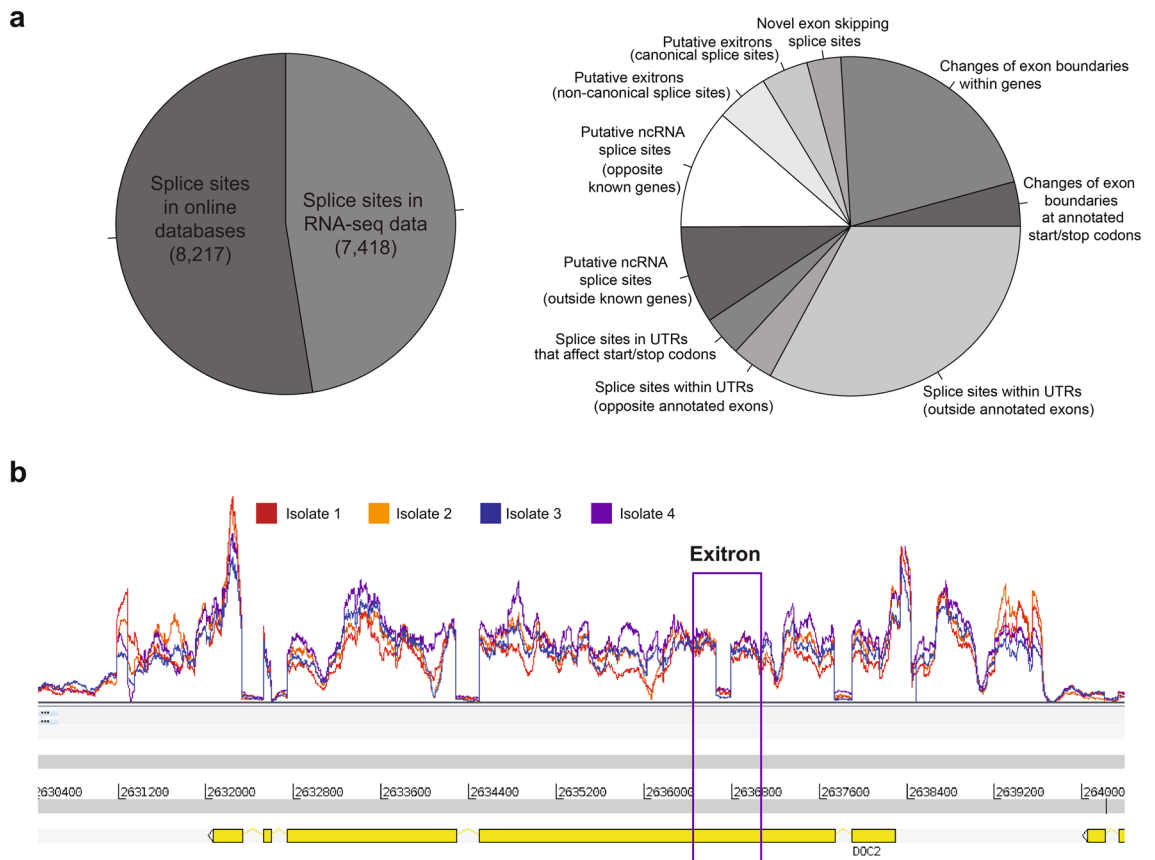 a
Splice sites
in online
databases
(8,217)
Splice sites in
RNA-seq data
(7,418)
Novel exon skipping
splice sites
Putative exitrons
(canonical splice sites)
Putative exitrons
(non-canonical splice sites)
Putative ncRNA
splice sites
(opposite
known genes)
Changes of exon boundaries
within genes
Changes of exon
boundaries
at annotated
start/stop codons
Putative ncRNA
splice sites
(outside known genes)
Splice sites in UTRs
that affect start/stop codons
Splice sites within UTRs
(opposite annotated exons)
Splice sites within UTRs
(outside annotated exons)
b
Isolate 1 Isolate 2 Isolate 3 Isolate 4
Exitron
2630400 2631200 2632000 2632800 2633600 2634400 2635200 2636000 2636800 2637600 2638400 2639200 264000
DOC2